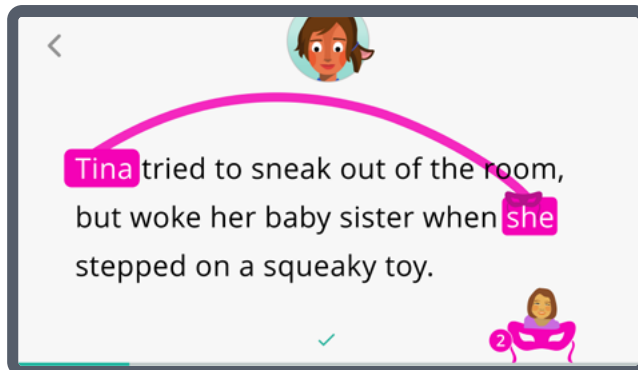 Tina tried to sneak out of the room,
but woke her baby sister when she
stepped on a squeaky toy.
2